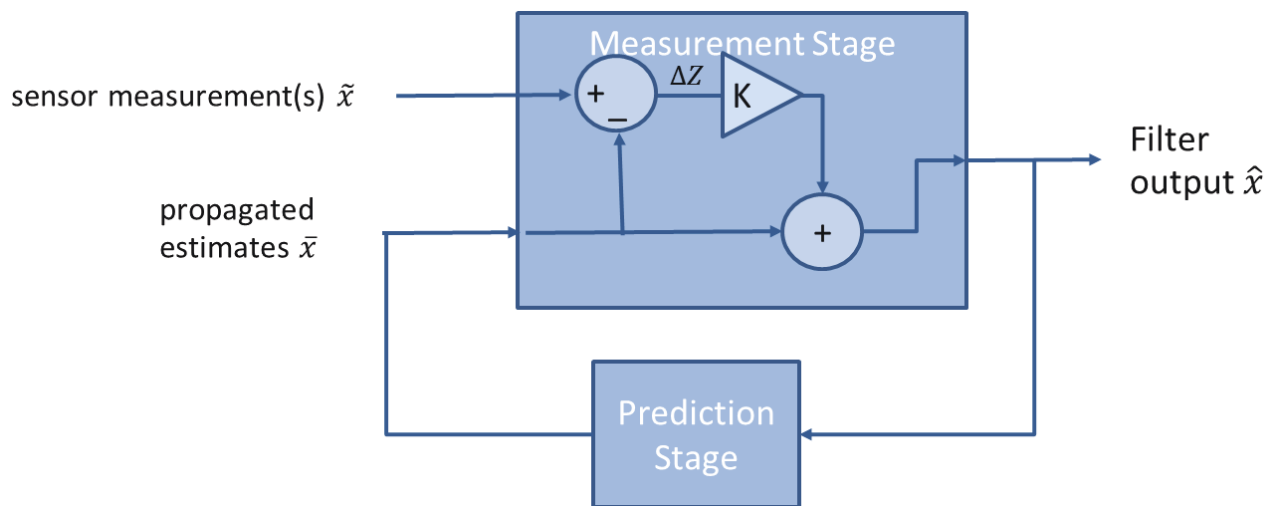 Measurement Stage
sensor measurement(s) x̃
+
−
ΔZ
K
Filter
output x̂
propagated
estimates x̄
+
Prediction
Stage